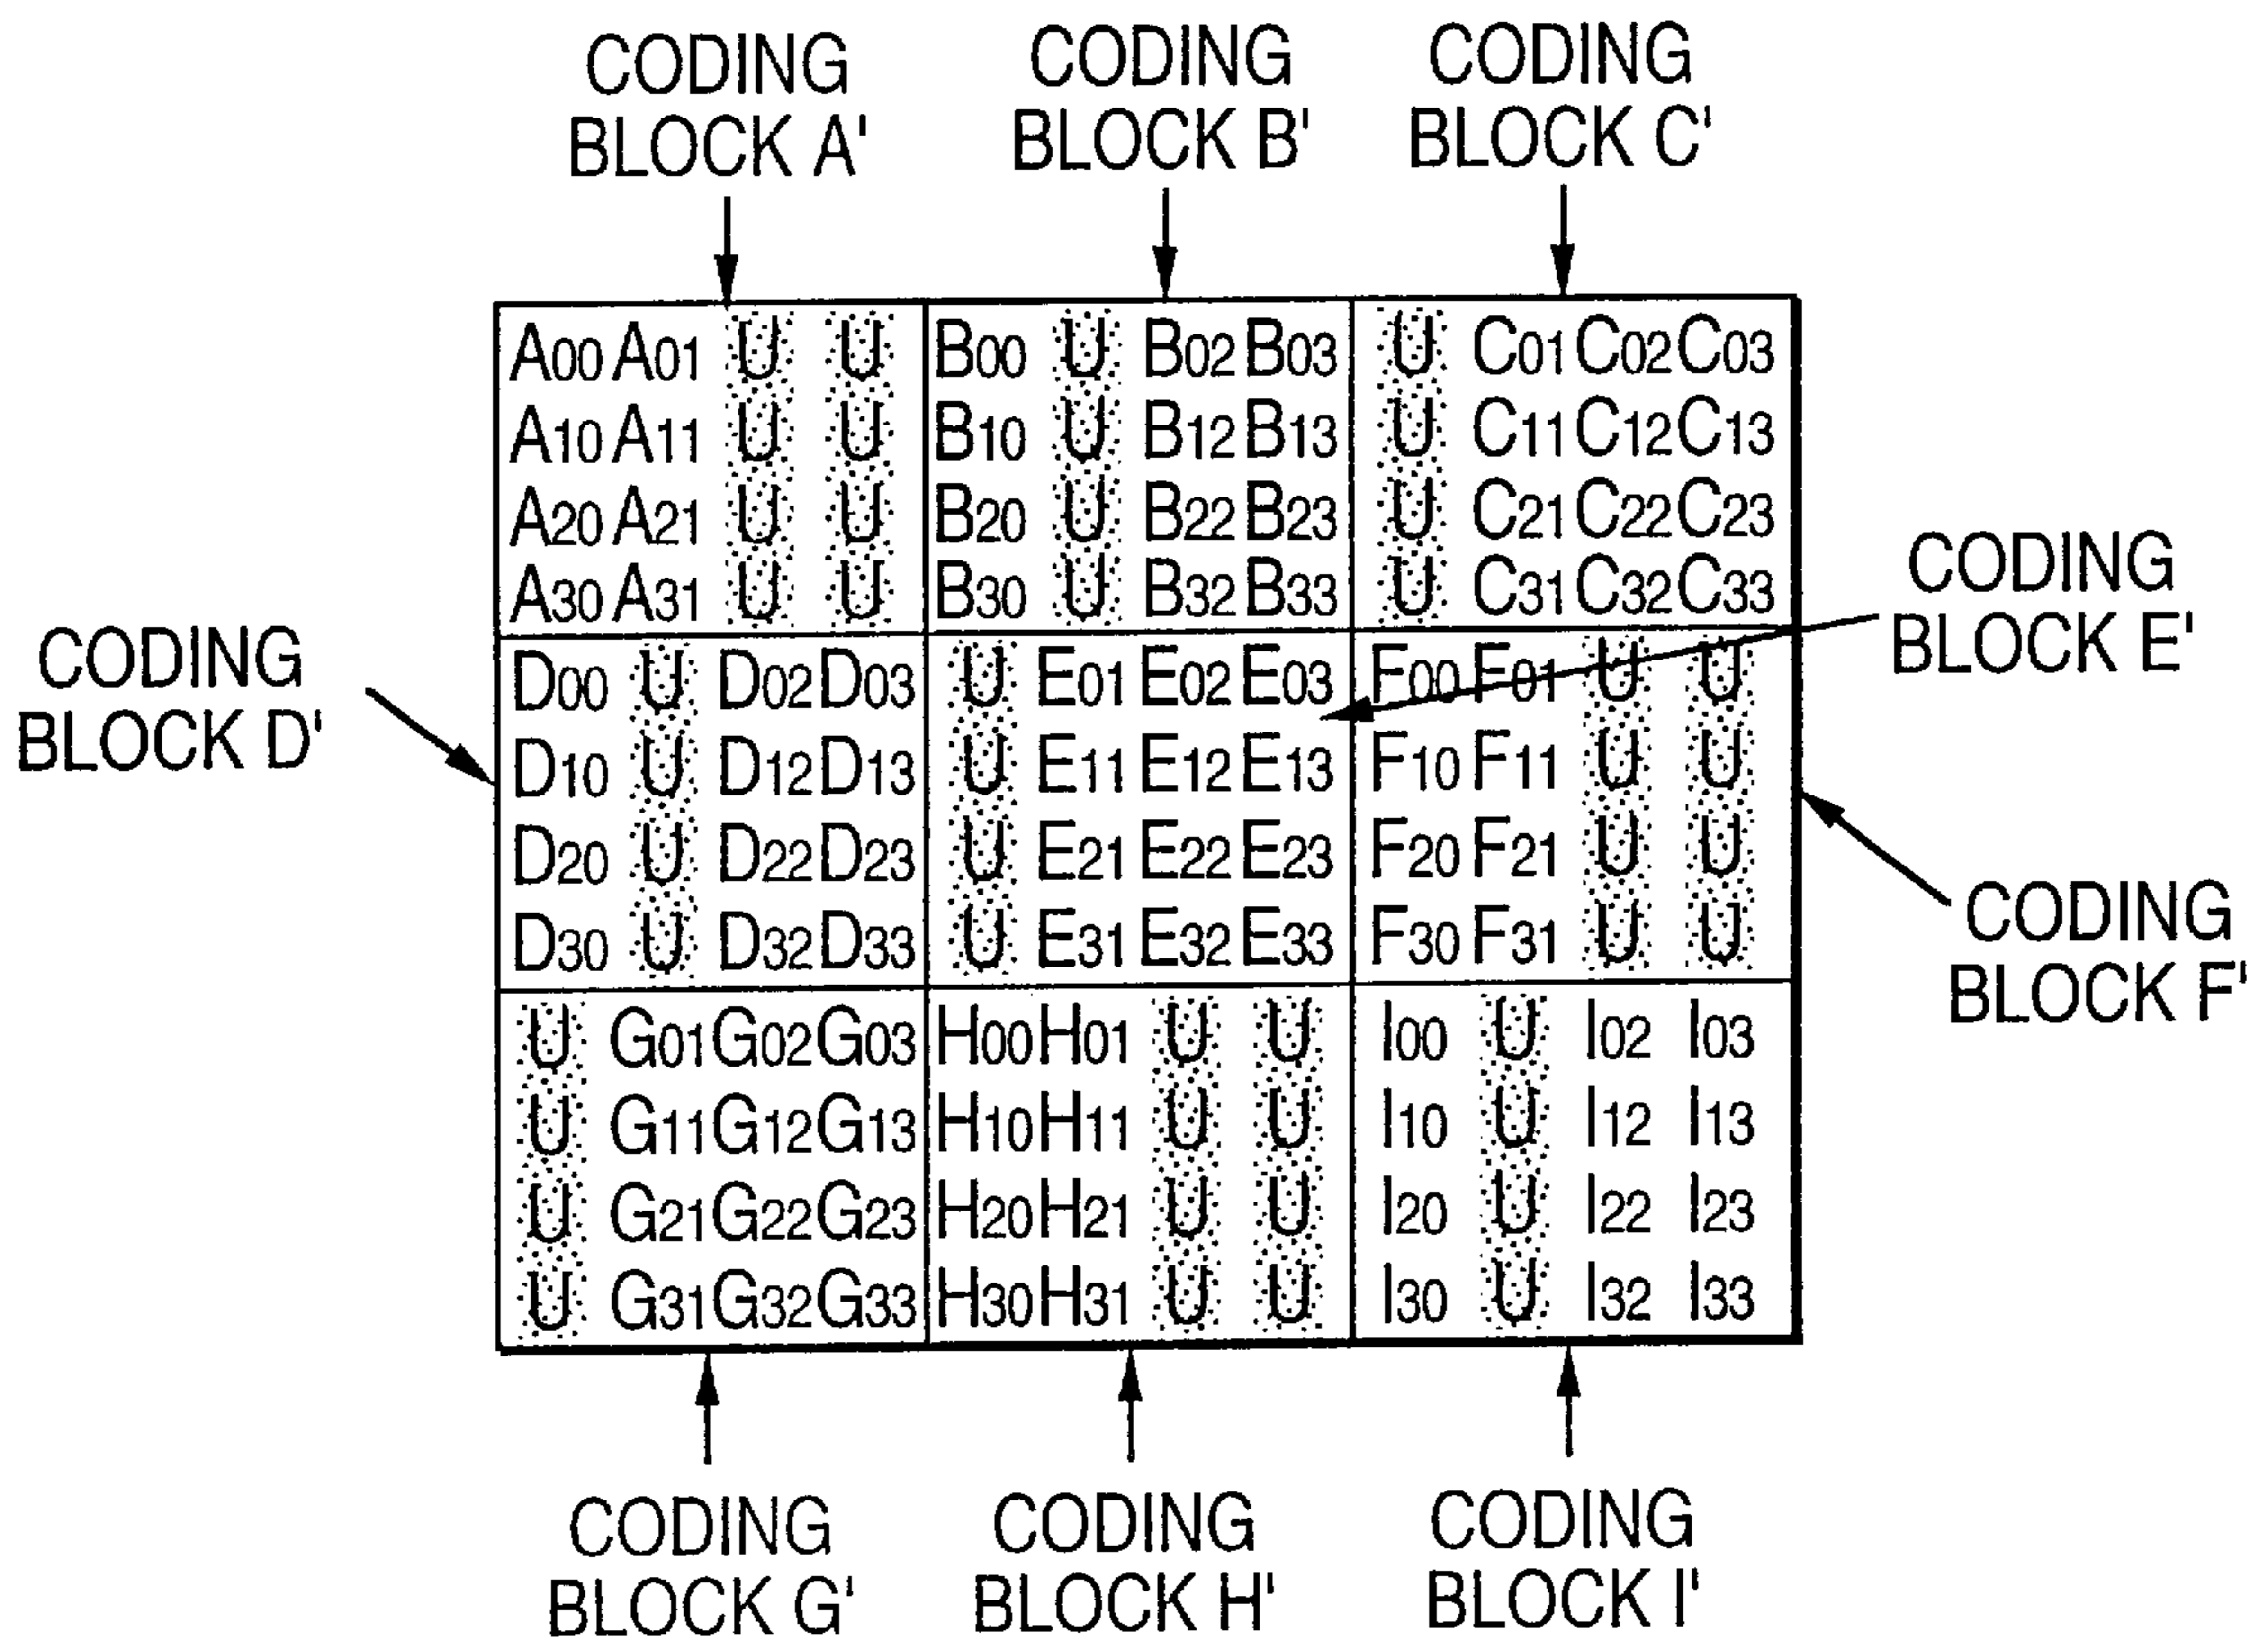 CODING BLOCK A'
CODING BLOCK B'
CODING BLOCK C'
A00 A01 U U B00 U B02 B03 U C01 C02 C03
A10 A11 U U B10 U B12 B13 U C11 C12 C13
A20 A21 U U B20 U B22 B23 U C21 C22 C23
A30 A31 U U B30 U B32 B33 U C31 C32 C33
CODING BLOCK D'
CODING BLOCK E'
D00 U D02 D03 U E01 E02 E03 F00 F01 U U
D10 U D12 D13 U E11 E12 E13 F10 F11 U U
D20 U D22 D23 U E21 E22 E23 F20 F21 U U
D30 U D32 D33 U E31 E32 E33 F30 F31 U U
CODING BLOCK F'
U G01 G02 G03 H00 H01 U U I00 U I02 I03
U G11 G12 G13 H10 H11 U U I10 U I12 I13
U G21 G22 G23 H20 H21 U U I20 U I22 I23
U G31 G32 G33 H30 H31 U U I30 U I32 I33
CODING BLOCK G'
CODING BLOCK H'
CODING BLOCK I'